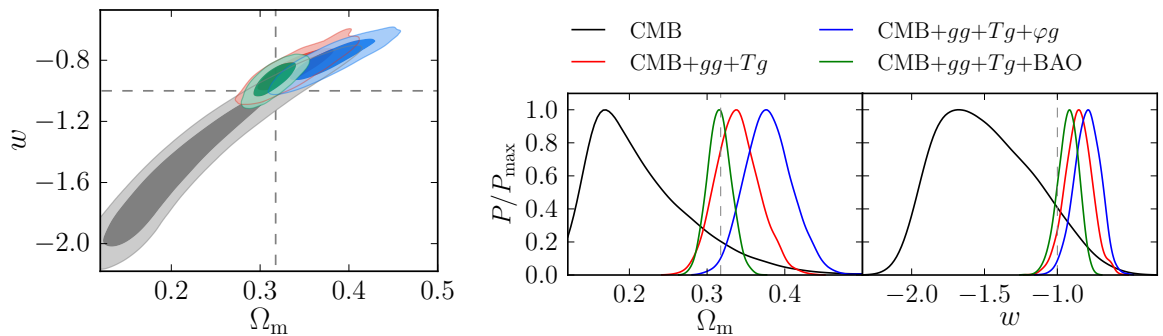 CMB
CMB+gg+Tg
CMB+gg+Tg+φg
CMB+gg+Tg+BAO
w
−0.8
−1.2
−1.6
−2.0
0.2 0.3 0.4 0.5
Ωm
P/Pmax
1.0
0.8
0.6
0.4
0.2
0.0
0.2 0.3 0.4
Ωm
−2.0 −1.5 −1.0
w